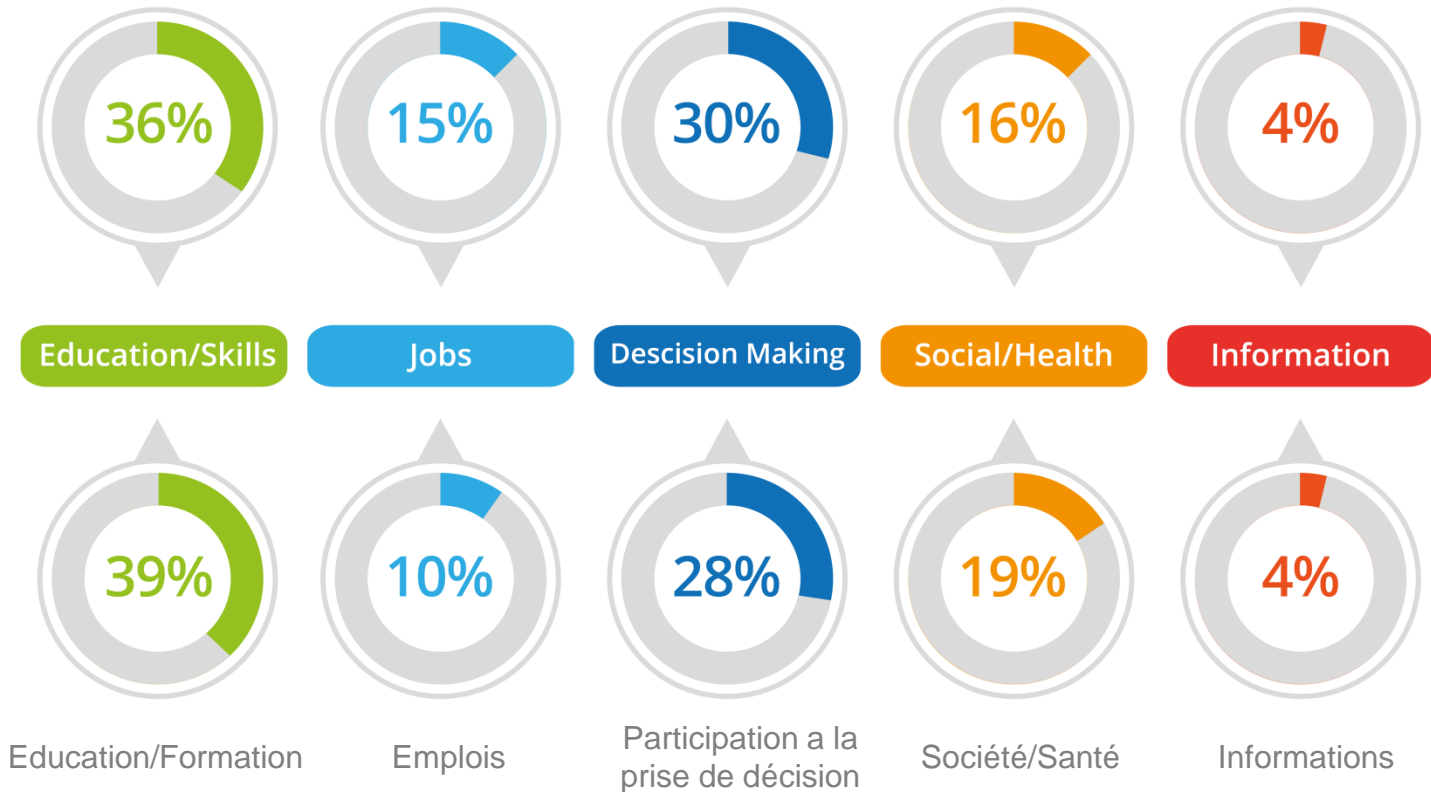 36%
15%
30%
16%
4%
Education/Skills
Jobs
Descision Making
Social/Health
Information
39%
10%
28%
19%
4%
Education/Formation
Emplois
Participation a la
prise de décision
Société/Santé
Informations